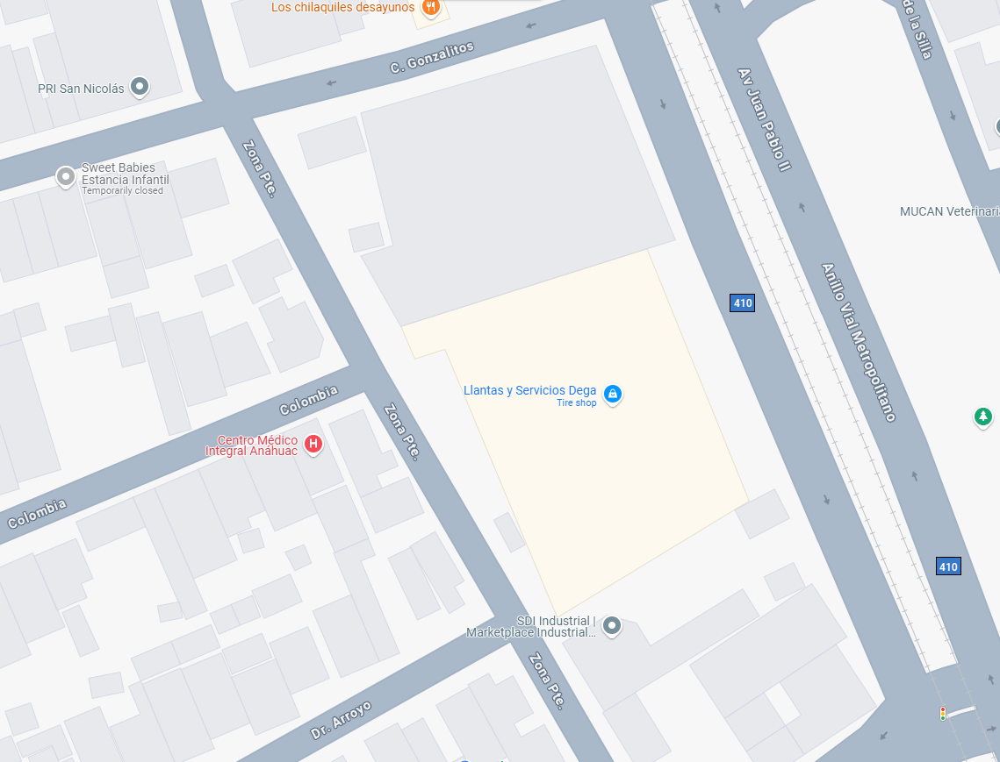 Los chilaquiles desayunos
de la Silla
C. Gonzalitos
PRI San Nicolás
Av Juan Pablo II
Zona Pte.
Sweet Babies
Estancia Infantil
Temporarily closed
MUCAN Veterinari
410
Anillo Vial Metropolitano
Llantas y Servicios Dega
Tire shop
Colombia
Zona Pte.
Centro Médico
Integral Anáhuac
Colombia
410
SDI Industrial |
Marketplace Industrial...
Zona Pte.
Dr. Arroyo